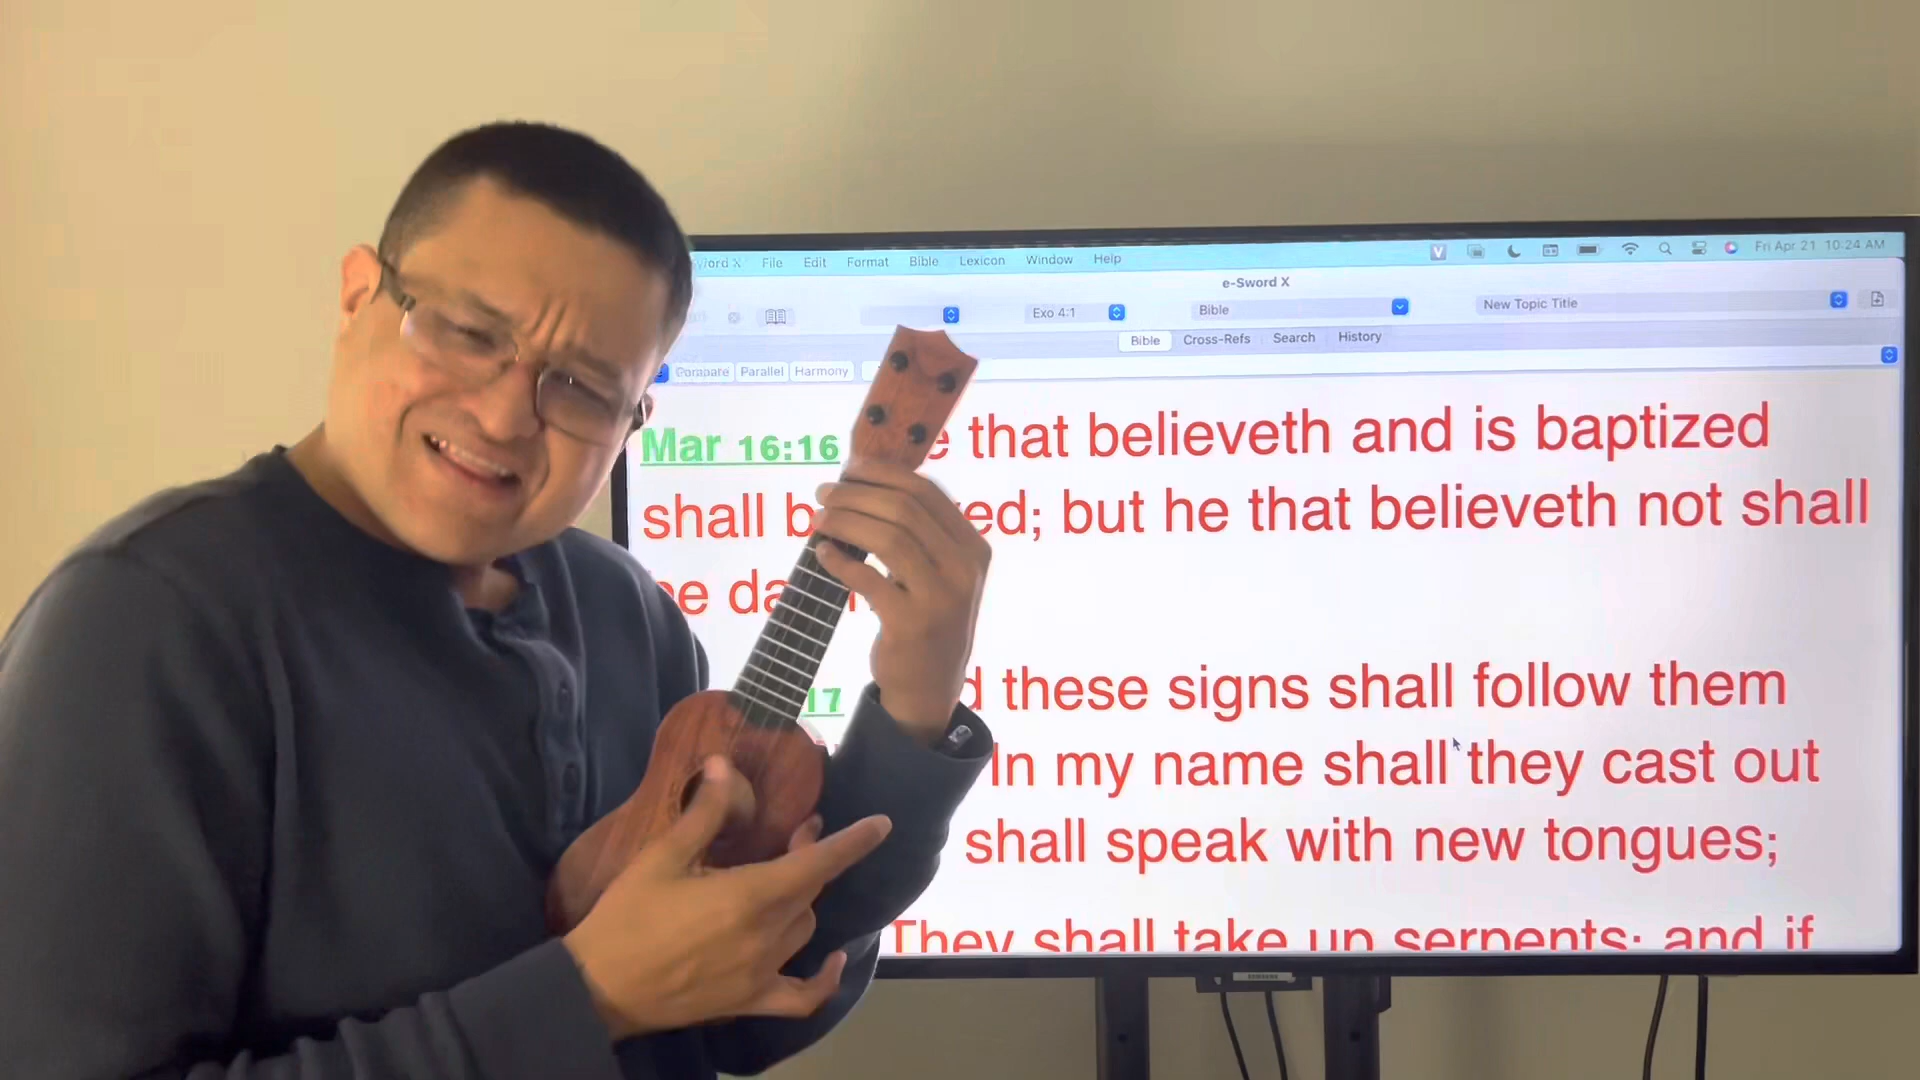 File Edit Format Bible Lexicon Window Help Fri Apr 21 10:24 AM
e-Sword X
Exo 4:1 Bible New Topic Title
Bible Cross-Refs Search History
Compare Parallel Harmony
Mar 16:16 that believeth and is baptized
shall but he that believeth not shall
be
17 these signs shall follow them
In my name shall they cast out
shall speak with new tongues;
They shall take up serpents; and if
SAMSUNG